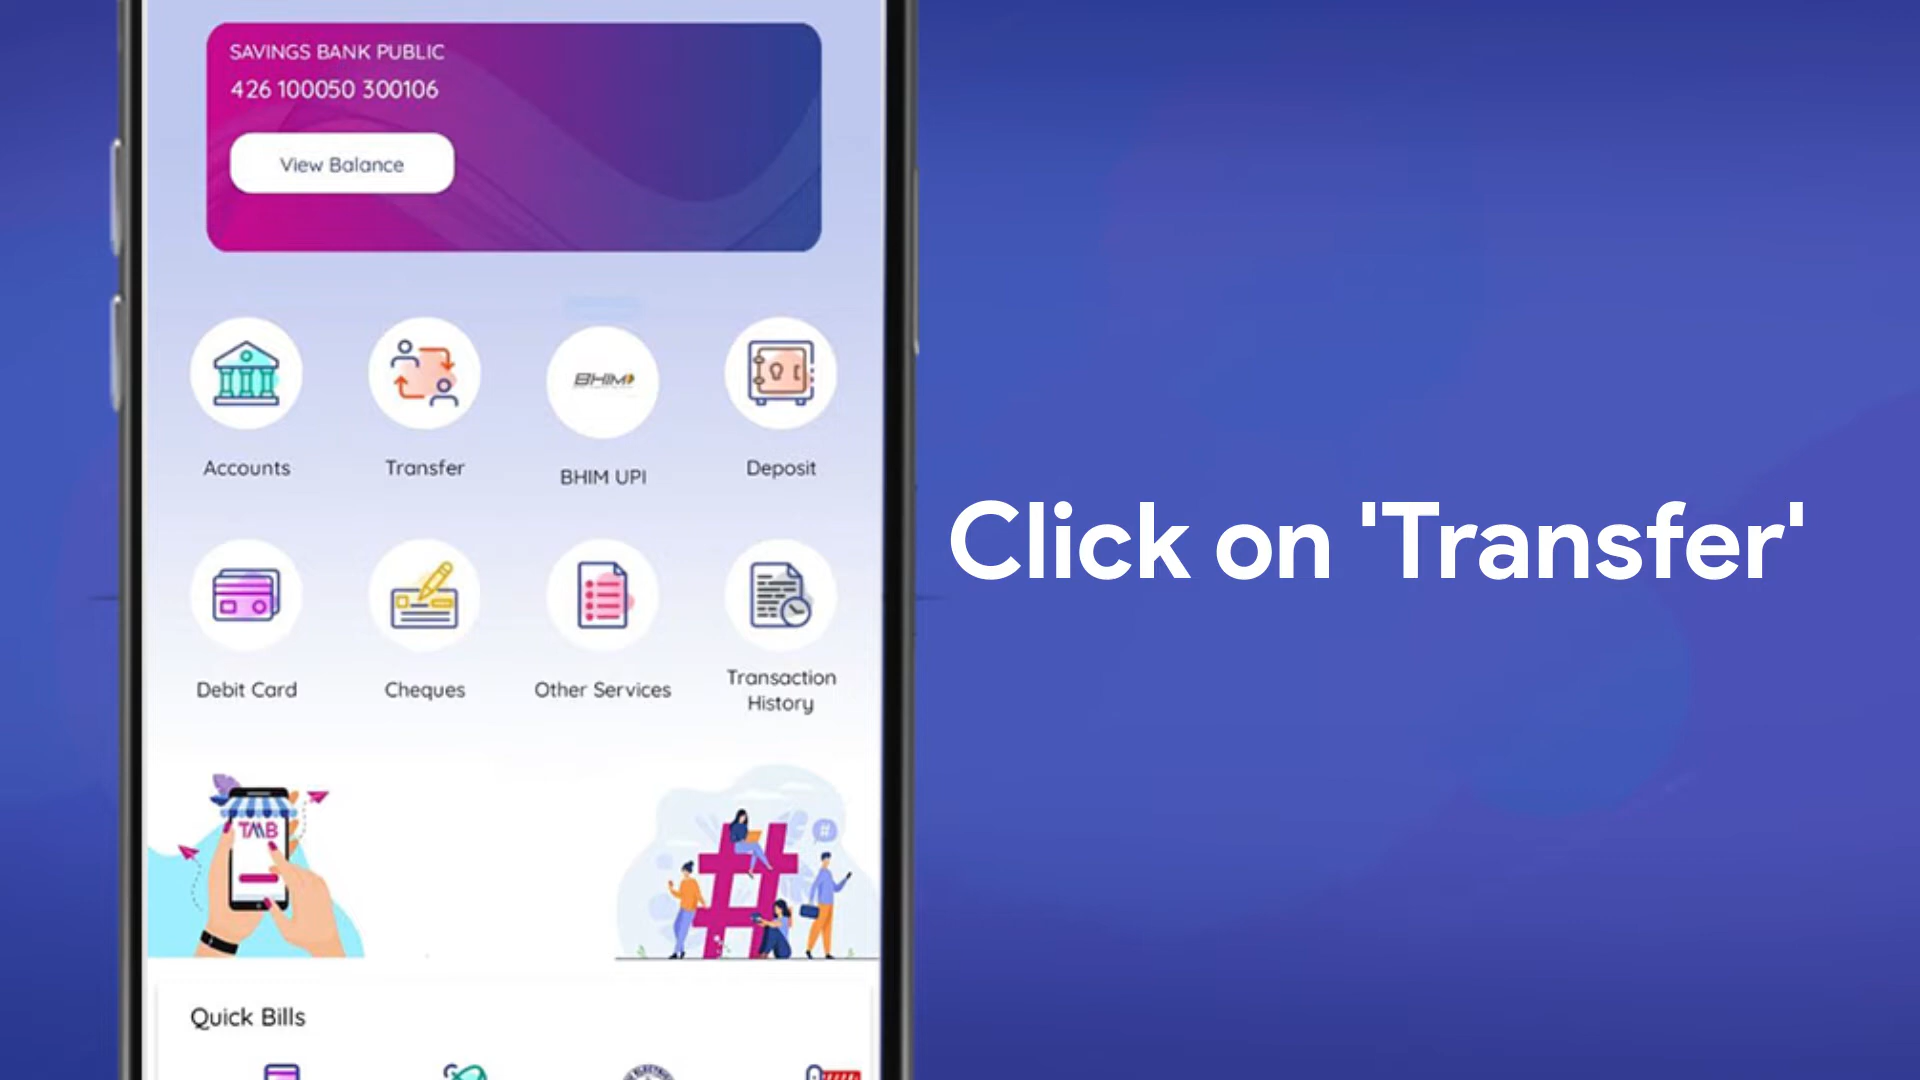 SAVINGS BANK PUBLIC
426 100050 300106
View Balance
BHIM
Accounts
Transfer
BHIM UPI
Deposit
Click on 'Transfer'
Debit Card
Cheques
Other Services
Transaction
History
TMB
#
Quick Bills